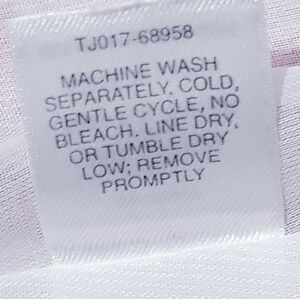 TJ017-68958
MACHINE WASH
SEPARATELY. COLD,
GENTLE CYCLE, NO
BLEACH. LINE DRY,
OR TUMBLE DRY
LOW; REMOVE
PROMPTLY